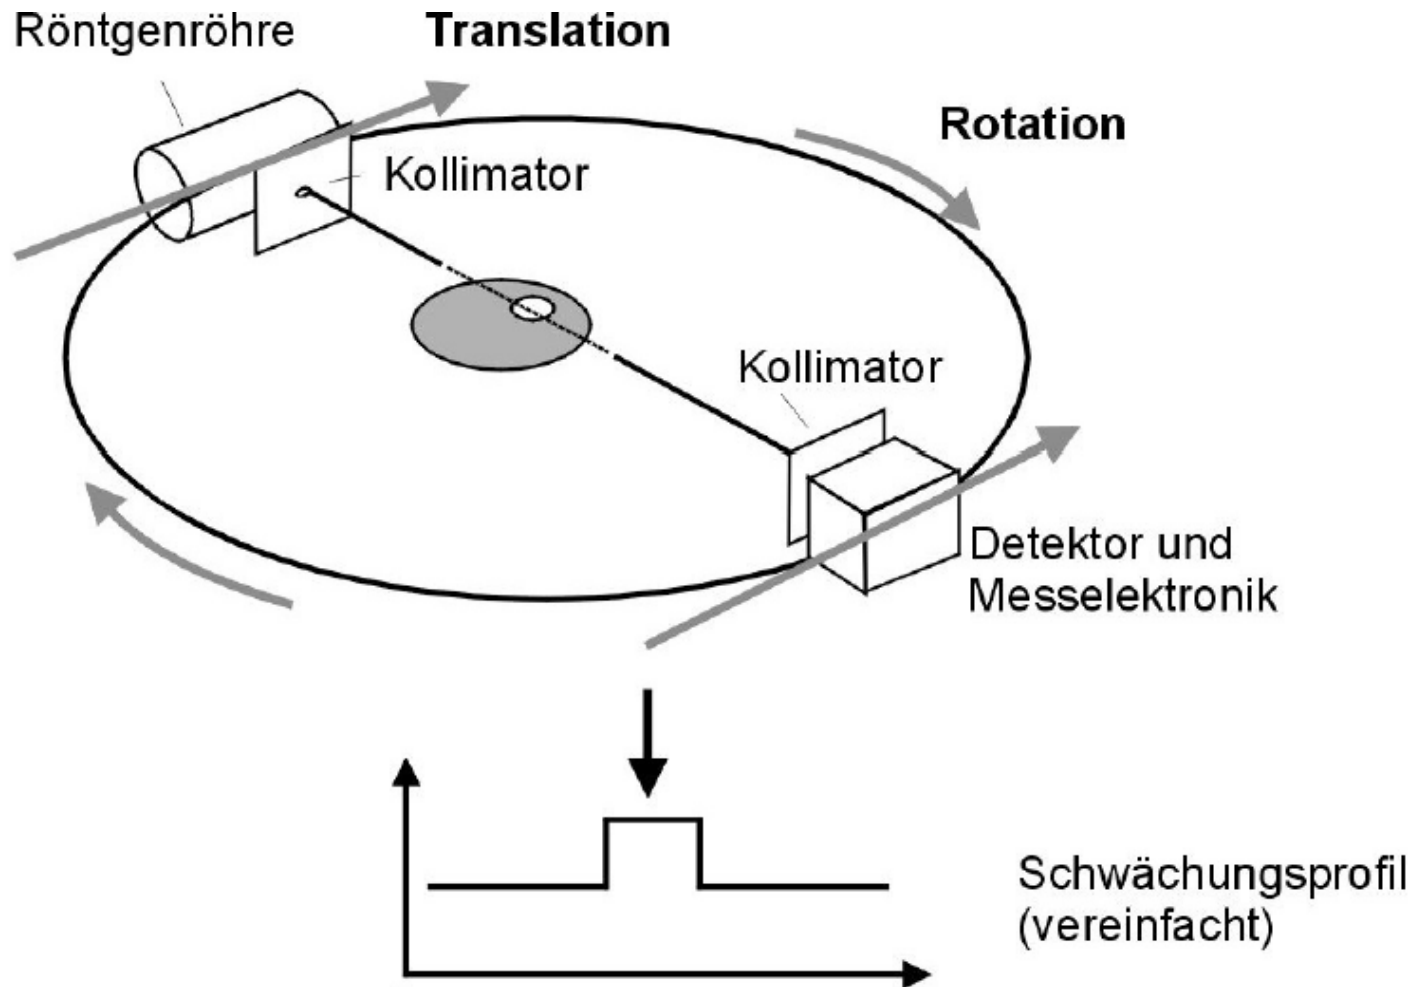 Röntgenröhre
Translation
Rotation
Kollimator
Kollimator
Detektor und
Messelektronik
Schwächungsprofil
(vereinfacht)